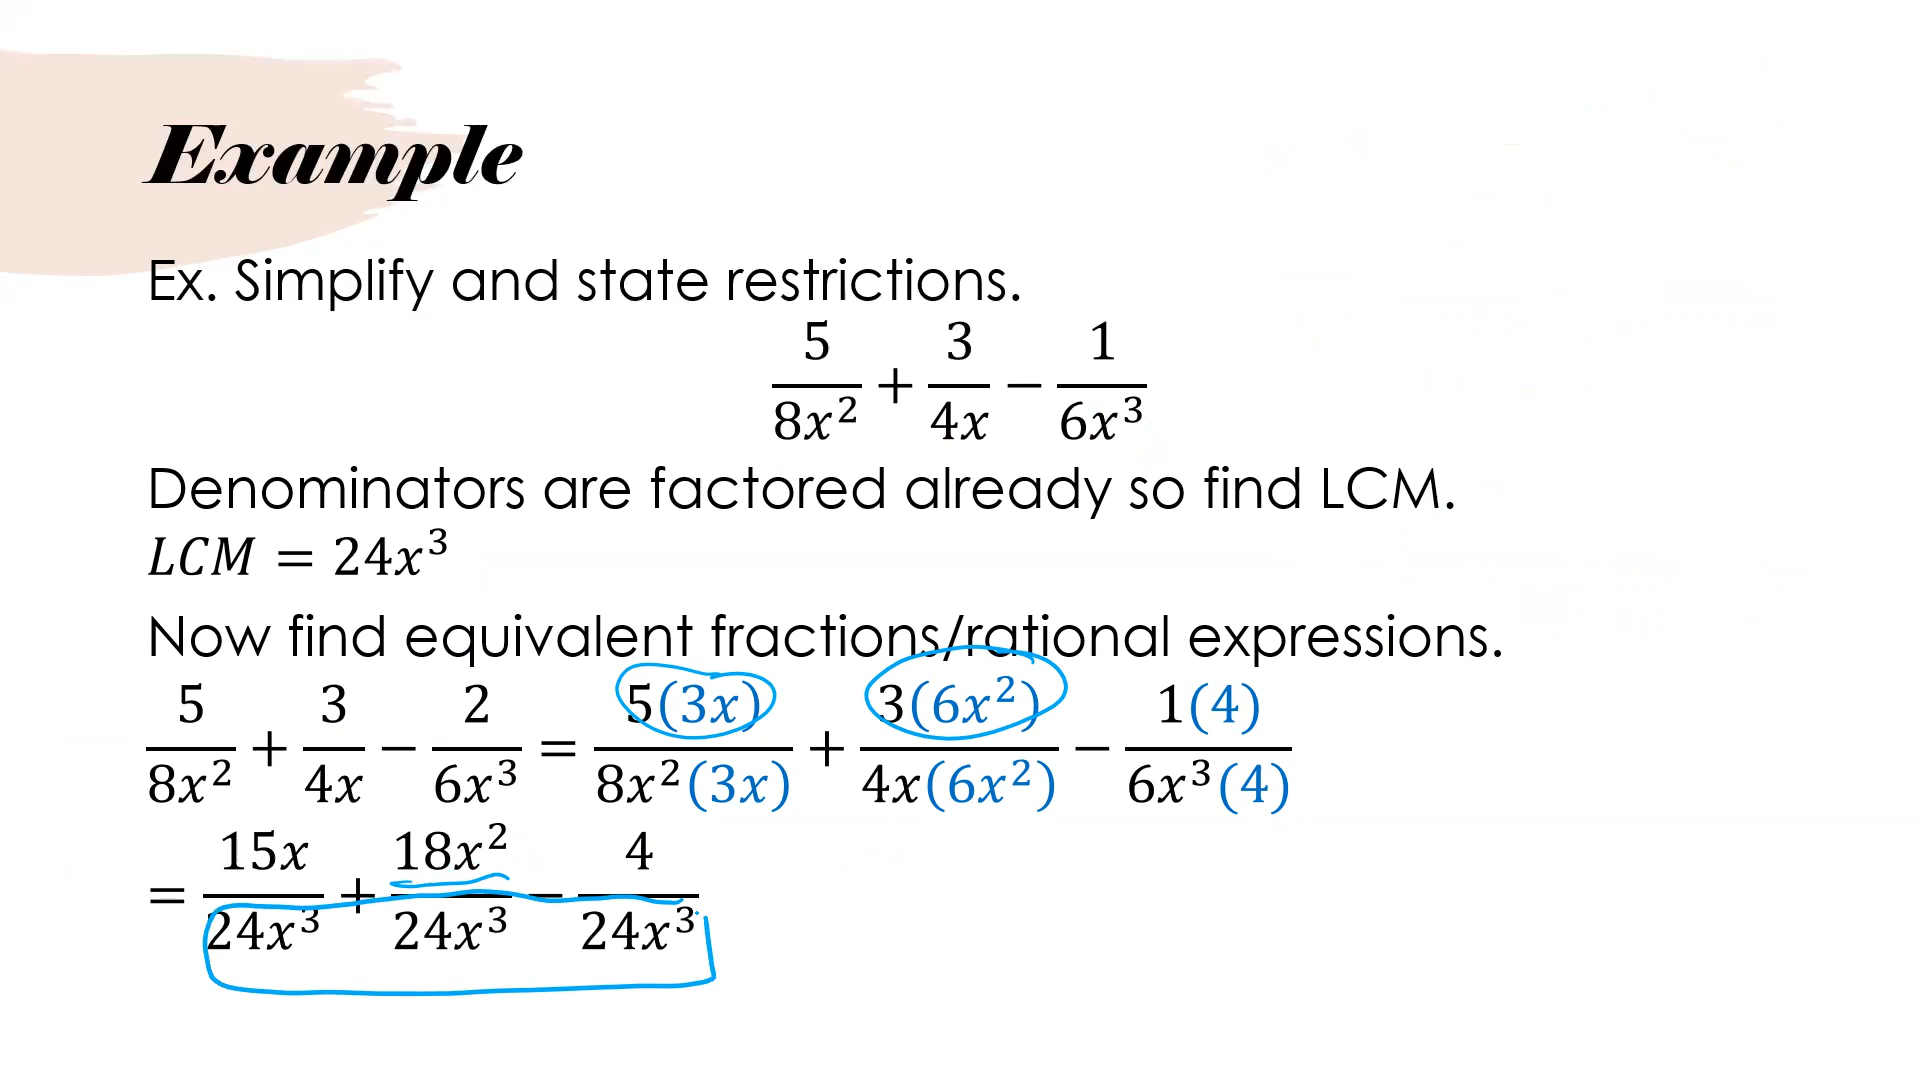 Example
Ex. Simplify and state restrictions.
5/8x² + 3/4x − 1/6x³
Denominators are factored already so find LCM.
LCM = 24x³
Now find equivalent fractions/rational expressions.
5/8x² + 3/4x − 2/6x³ = 5(3x)/8x²(3x) + 3(6x²)/4x(6x²) − 1(4)/6x³(4)
= 15x/24x³ + 18x²/24x³ − 4/24x³